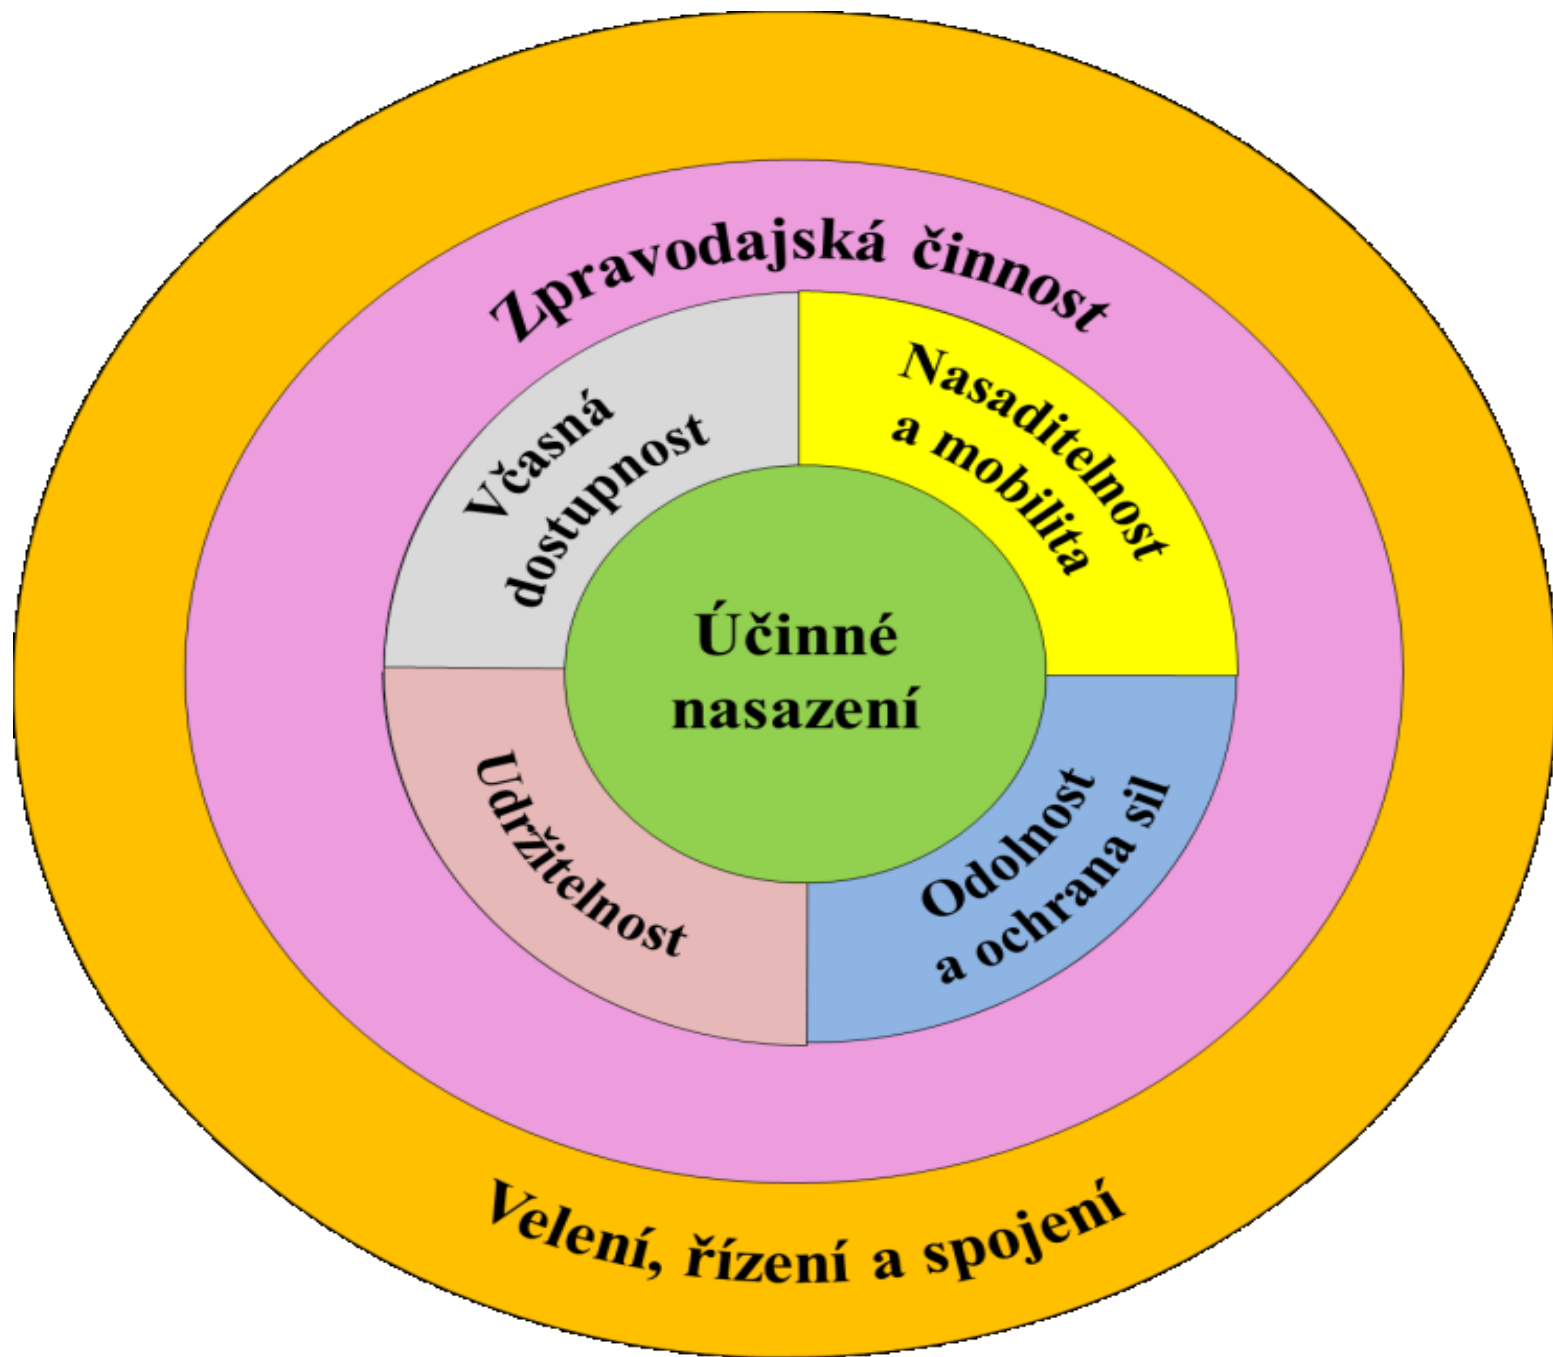 Zpravodajská činnost
Včasná
dostupnost
Nasaditelnost
a mobilita
Účinné
nasazení
Udržitelnost
Odolnost
a ochrana sil
Velení, řízení a spojení